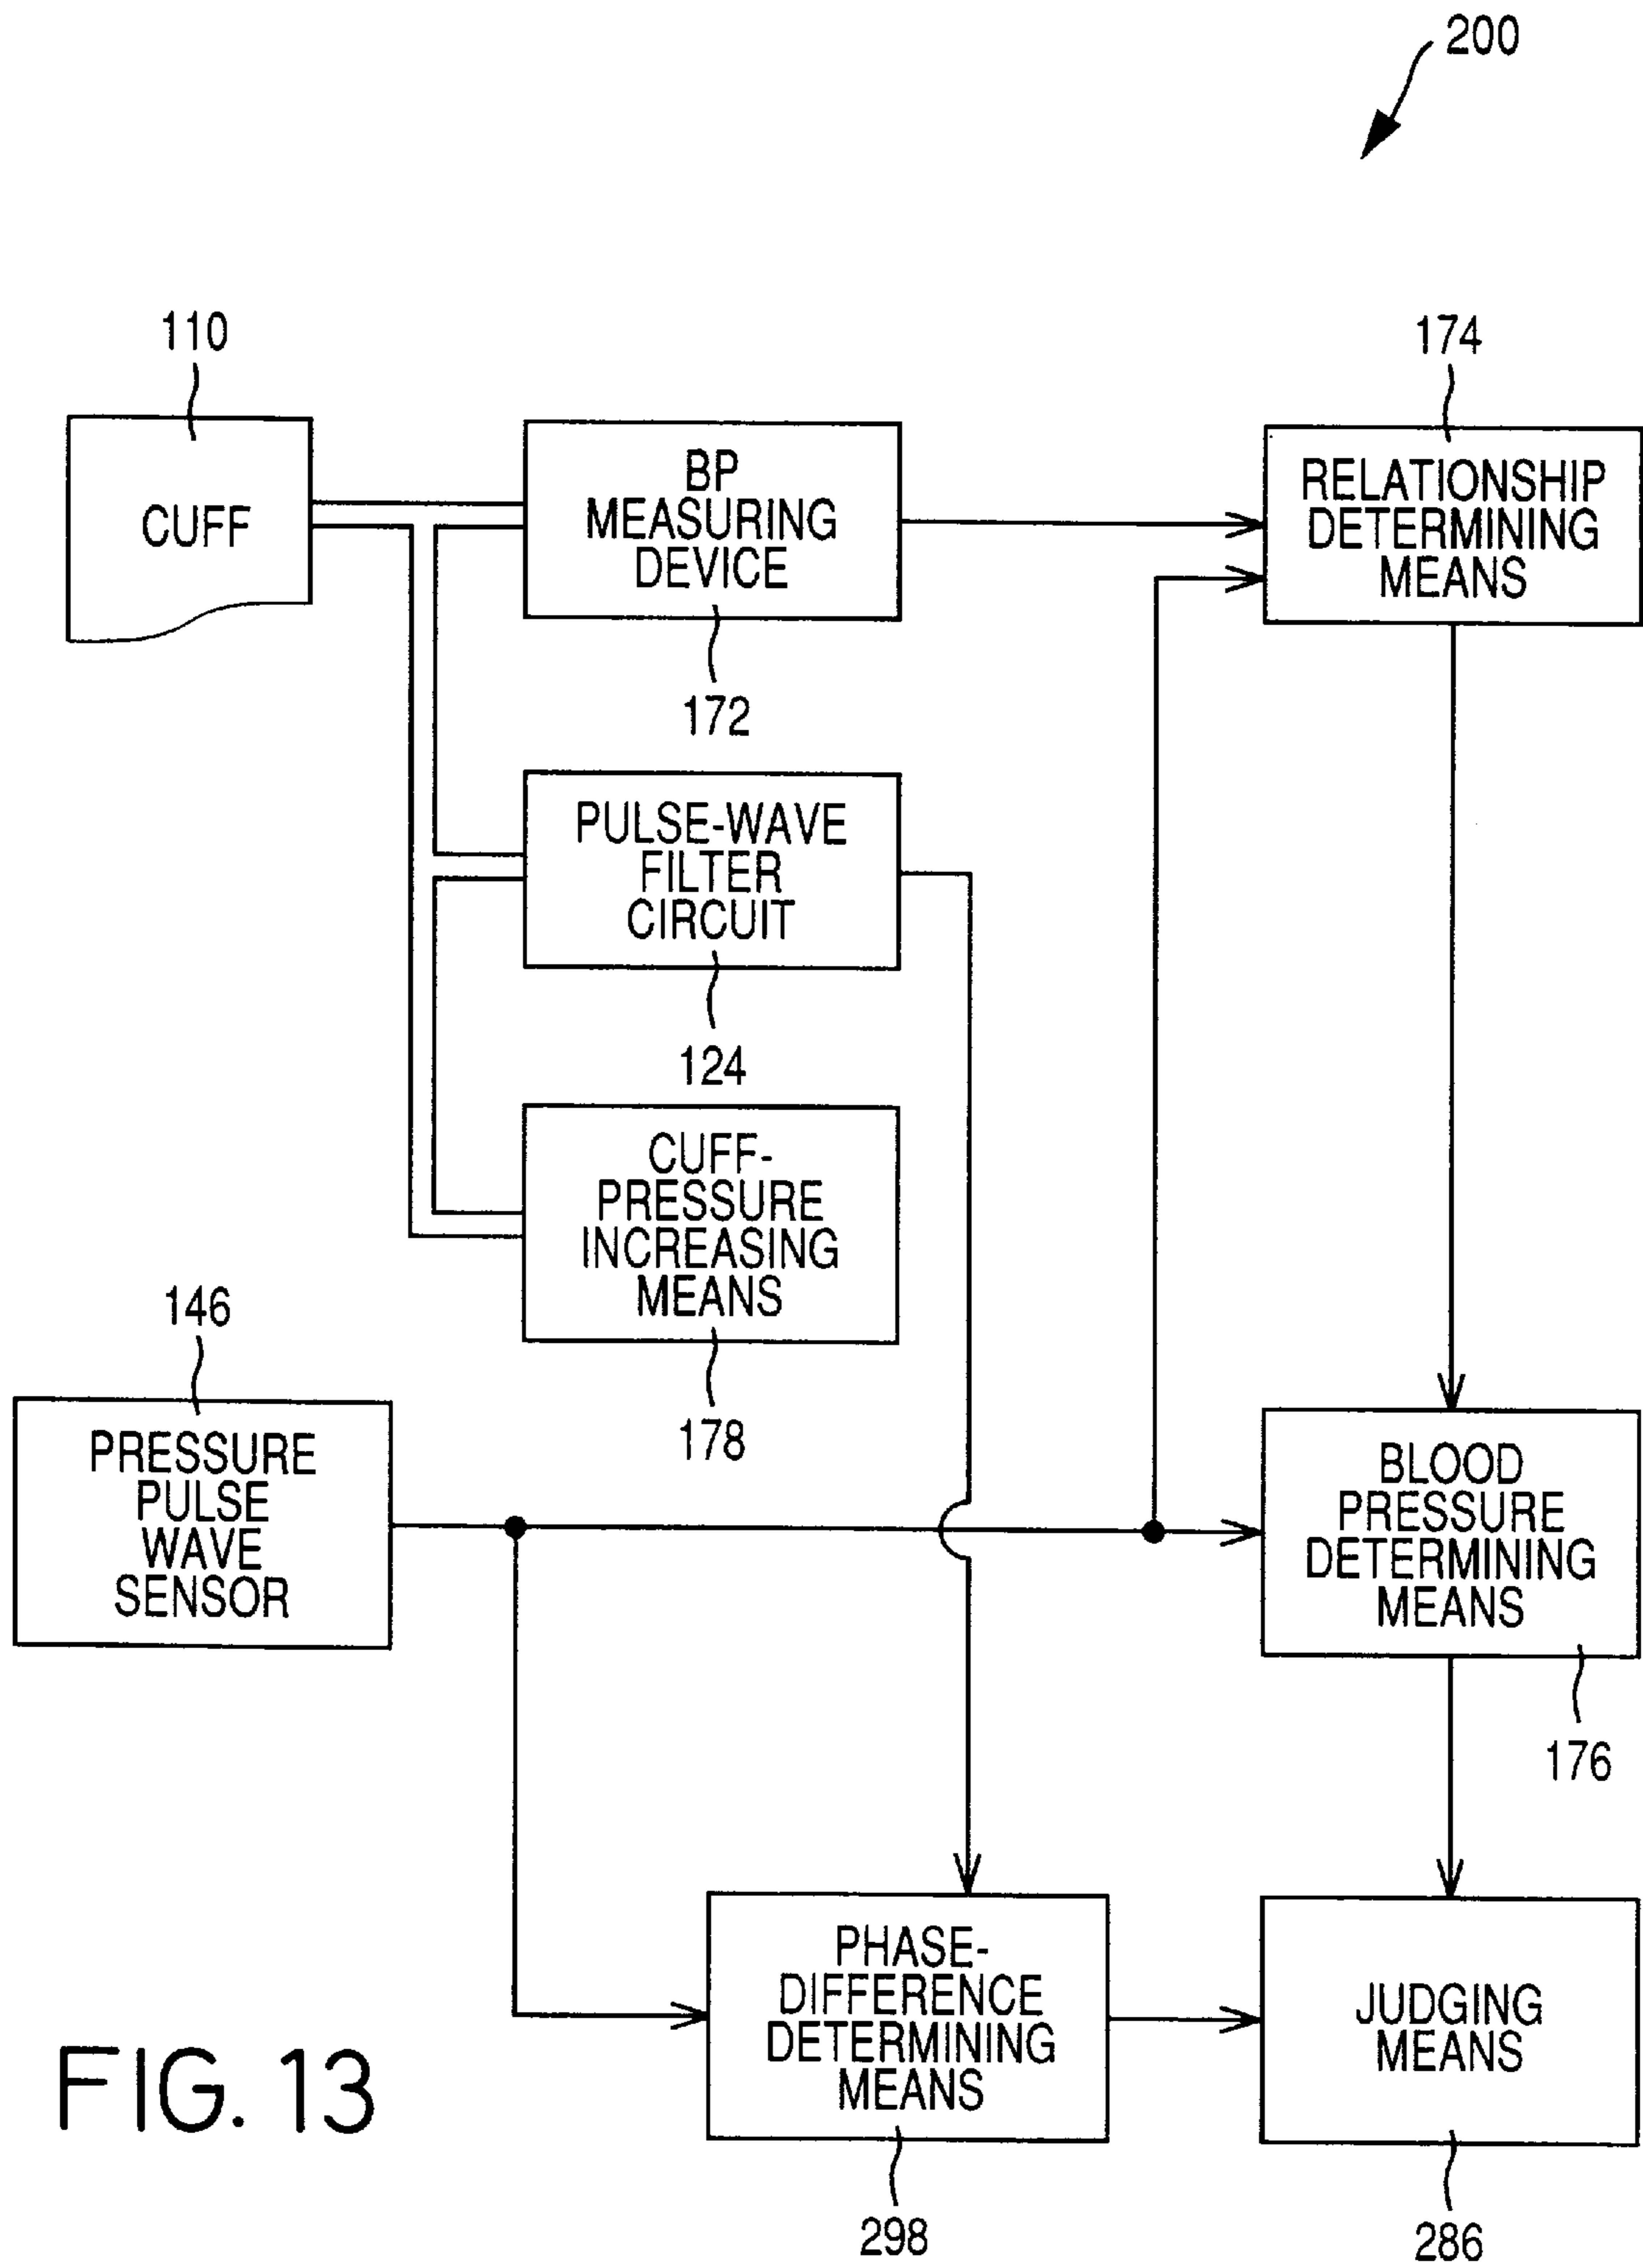 200
110
174
CUFF
BP
MEASURING
DEVICE
RELATIONSHIP
DETERMINING
MEANS
172
PULSE-WAVE
FILTER
CIRCUIT
124
CUFF-
PRESSURE
INCREASING
MEANS
178
146
PRESSURE
PULSE
WAVE
SENSOR
BLOOD
PRESSURE
DETERMINING
MEANS
176
PHASE-
DIFFERENCE
DETERMINING
MEANS
JUDGING
MEANS
298
286
FIG. 13